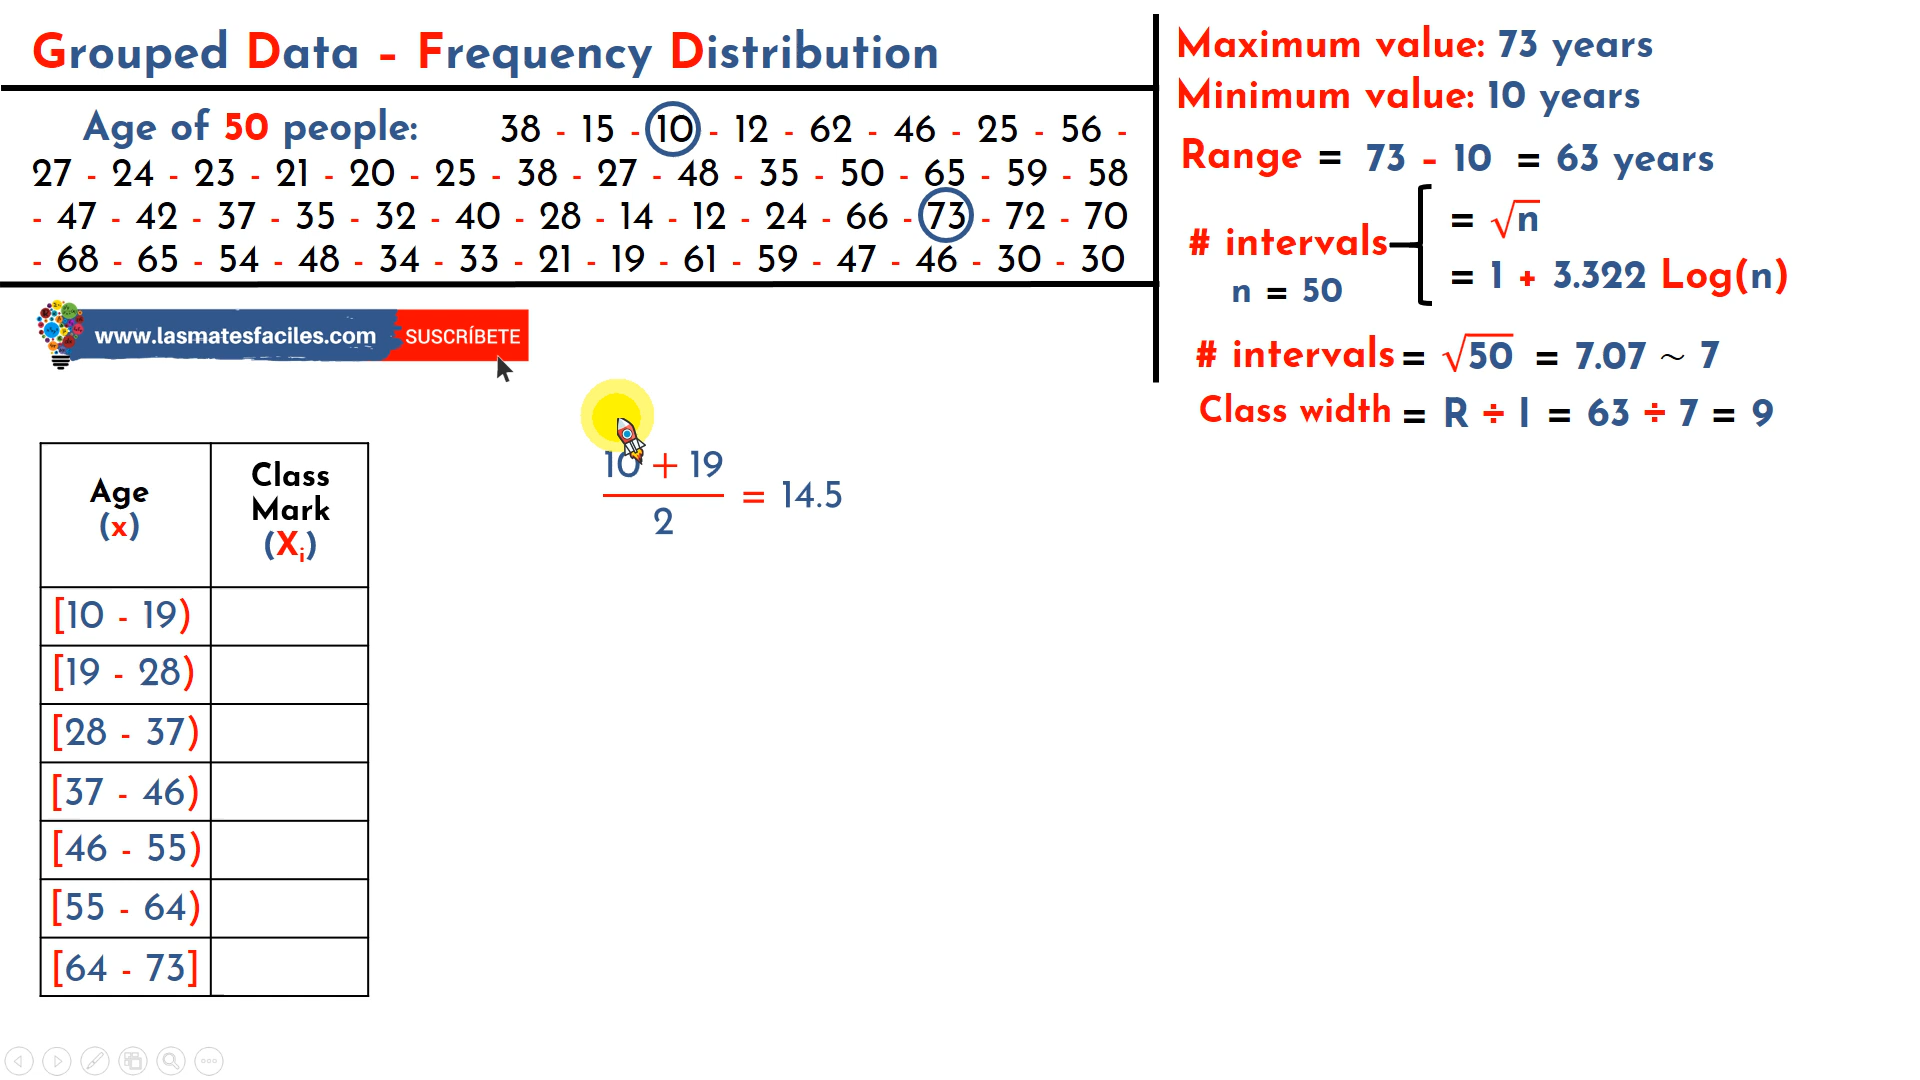 Grouped Data - Frequency Distribution
Age of 50 people: 38 - 15 - 10 - 12 - 62 - 46 - 25 - 56 -
27 - 24 - 23 - 21 - 20 - 25 - 38 - 27 - 48 - 35 - 50 - 65 - 59 - 58
- 47 - 42 - 37 - 35 - 32 - 40 - 28 - 14 - 12 - 24 - 66 - 73 - 72 - 70
- 68 - 65 - 54 - 48 - 34 - 33 - 21 - 19 - 61 - 59 - 47 - 46 - 30 - 30
www.lasmatesfaciles.com SUSCRÍBETE
Maximum value: 73 years
Minimum value: 10 years
Range = 73 - 10 = 63 years
# intervals
n = 50
= √n
= 1 + 3.322 Log(n)
# intervals = √50 = 7.07 ~ 7
Class width = R ÷ I = 63 ÷ 7 = 9
10 + 19
2
= 14.5
Age
(x)
Class
Mark
(Xi)
[10 - 19)
[19 - 28)
[28 - 37)
[37 - 46)
[46 - 55)
[55 - 64)
[64 - 73]